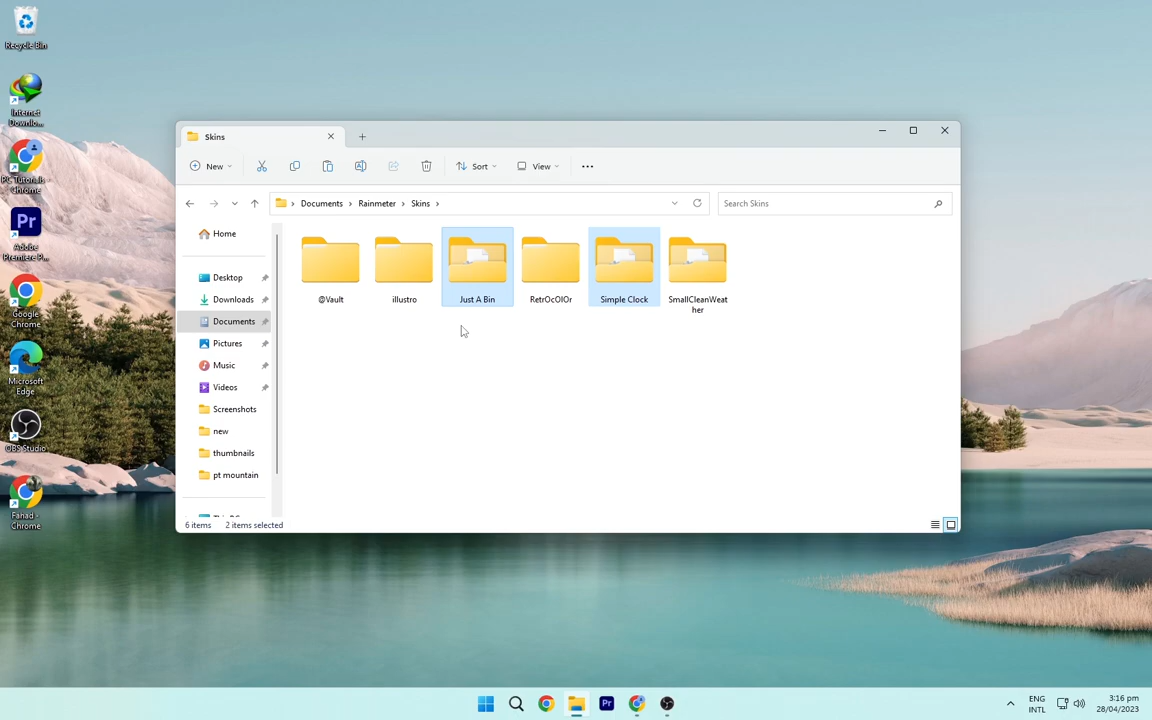 Recycle Bin
Internet
Downlo...
PC Tutorials -
Chrome
Pr
Adobe
Premiere P...
Google
Chrome
Microsoft
Edge
OBS Studio
Fahad -
Chrome
Skins
New
Sort
View
Documents
Rainmeter
Skins
Search Skins
Home
Desktop
Downloads
Documents
Pictures
Music
Videos
Screenshots
new
thumbnails
pt mountain
@Vault
illustro
Just A Bin
RetrOcOlOr
Simple Clock
SmallCleanWeat
her
6 items
2 items selected
Pr
ENG
INTL
3:16 pm
28/04/2023